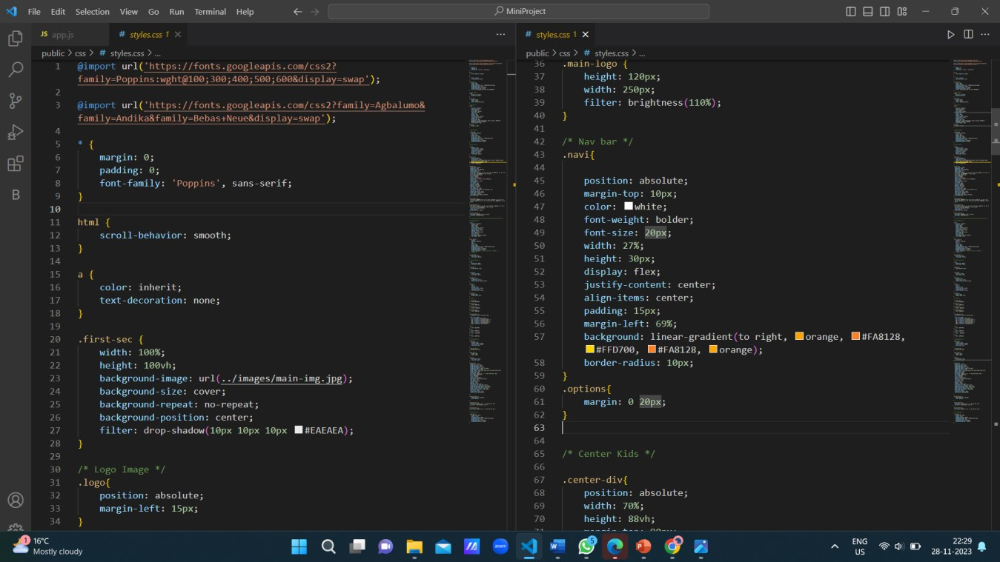 File Edit Selection View Go Run Terminal Help
MiniProject
JS app.js
# styles.css 1
public > css > # styles.css > ...
1 @import url('https://fonts.googleapis.com/css2?
family=Poppins:wght@100;300;400;500;600&display=swap');
2
3 @import url('https://fonts.googleapis.com/css2?family=Agbalumo&
family=Andika&family=Bebas+Neue&display=swap');
4
5 * {
6 margin: 0;
7 padding: 0;
8 font-family: 'Poppins', sans-serif;
9 }
10
11 html {
12 scroll-behavior: smooth;
13 }
14
15 a {
16 color: inherit;
17 text-decoration: none;
18 }
19
20 .first-sec {
21 width: 100%;
22 height: 100vh;
23 background-image: url(../images/main-img.jpg);
24 background-size: cover;
25 background-repeat: no-repeat;
26 background-position: center;
27 filter: drop-shadow(10px 10px 10px #EAEAEA);
28 }
29
30 /* Logo Image */
31 .logo{
32 position: absolute;
33 margin-left: 15px;
34 }
# styles.css 1
public > css > # styles.css > ...
36 .main-logo {
37 height: 120px;
38 width: 250px;
39 filter: brightness(110%);
40 }
41
42 /* Nav bar */
43 .navi{
44
45 position: absolute;
46 margin-top: 10px;
47 color: white;
48 font-weight: bolder;
49 font-size: 20px;
50 width: 27%;
51 height: 30px;
52 display: flex;
53 justify-content: center;
54 align-items: center;
55 padding: 15px;
56 margin-left: 69%;
57 background: linear-gradient(to right, orange, #FA8128,
#FFD700, #FA8128, orange);
58 border-radius: 10px;
59 }
60 .options{
61 margin: 0 20px;
62 }
63
64
65 /* Center Kids */
66
67 .center-div{
68 position: absolute;
69 width: 70%;
70 height: 88vh;
B
1
16°C
Mostly cloudy
zoom
5
ENG
US
22:29
28-11-2023